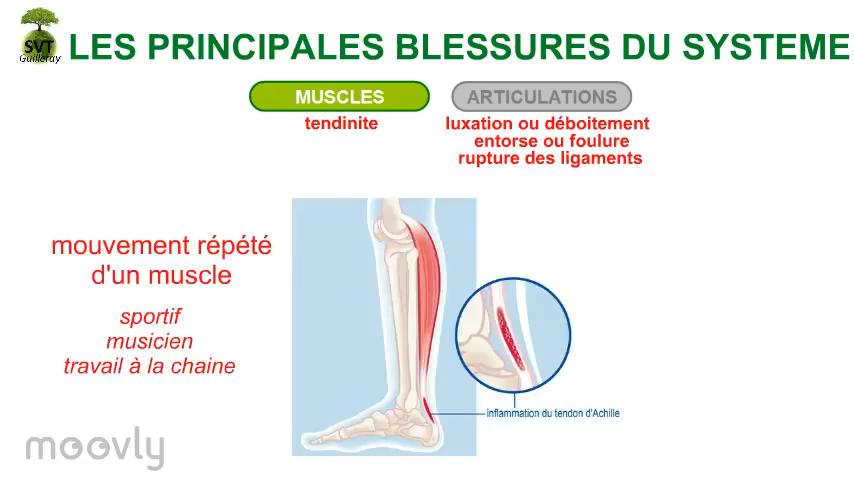 SVT
Guilleray
LES PRINCIPALES BLESSURES DU SYSTEME
MUSCLES
tendinite
ARTICULATIONS
luxation ou déboitement
entorse ou foulure
rupture des ligaments
mouvement répété
d'un muscle
sportif
musicien
travail à la chaine
inflammation du tendon d'Achille
moovly